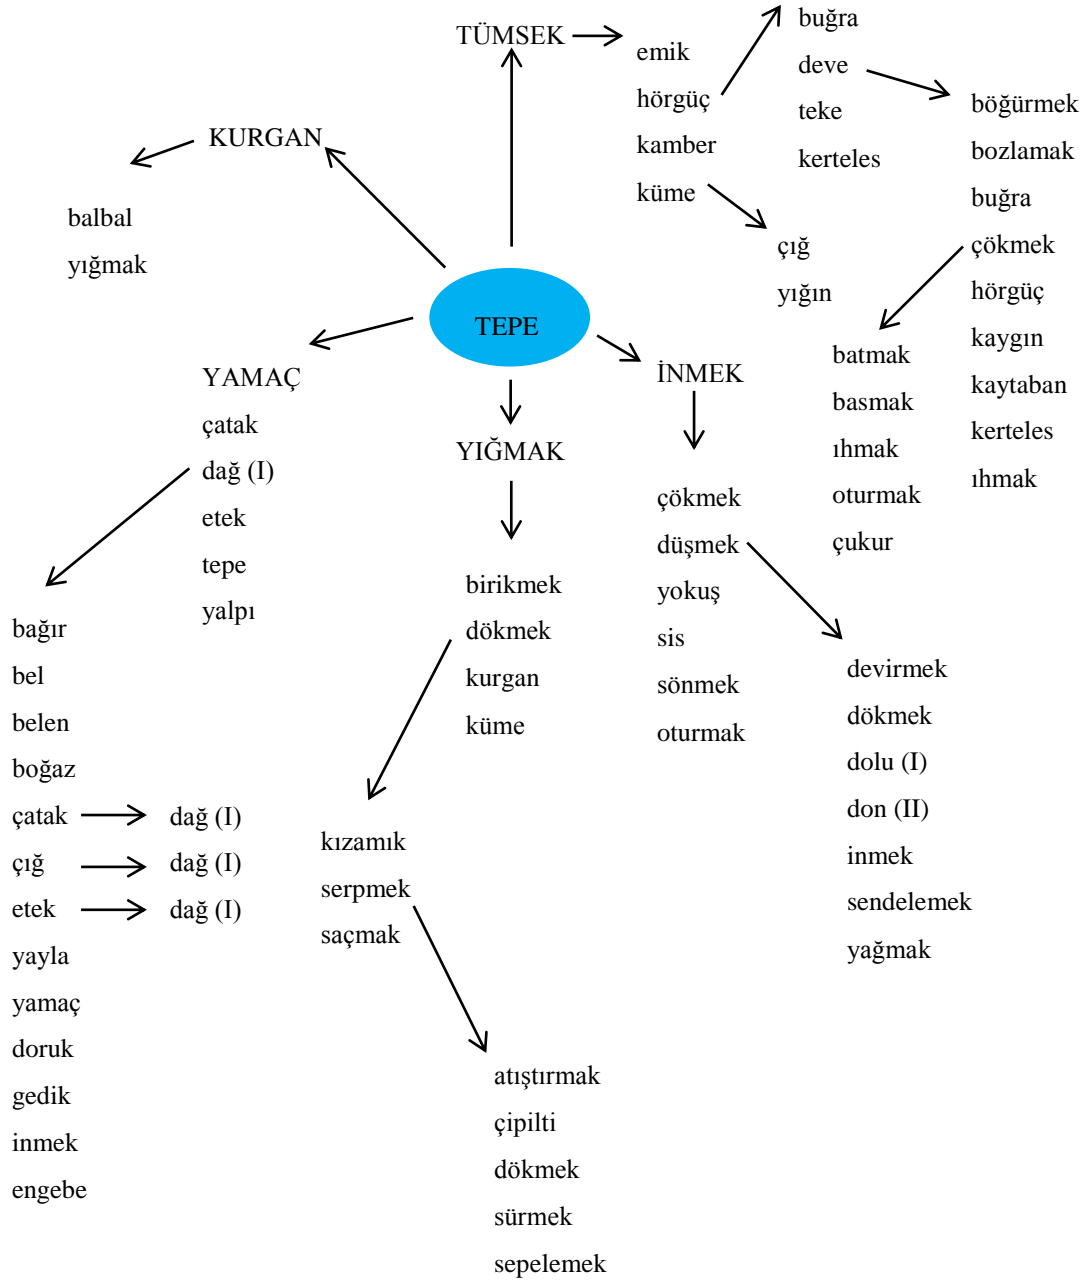 TÜMSEK
emik
hörgüç
kamber
küme
buğra
deve
teke
kerteles
böğürmek
bozlamak
buğra
çökmek
hörgüç
kaygın
kaytaban
kerteles
ıhmak
çığ
yığın
batmak
basmak
ıhmak
oturmak
çukur
KURGAN
balbal
yığmak
TEPE
YAMAÇ
çatak
dağ (I)
etek
tepe
yalpı
bağır
bel
belen
boğaz
çatak dağ (I)
çığ dağ (I)
etek dağ (I)
yayla
yamaç
doruk
gedik
inmek
engebe
YIĞMAK
birikmek
dökmek
kurgan
küme
kızamık
serpmek
saçmak
atıştırmak
çipilti
dökmek
sürmek
sepelemek
İNMEK
çökmek
düşmek
yokuş
sis
sönmek
oturmak
devirmek
dökmek
dolu (I)
don (II)
inmek
sendelemek
yağmak